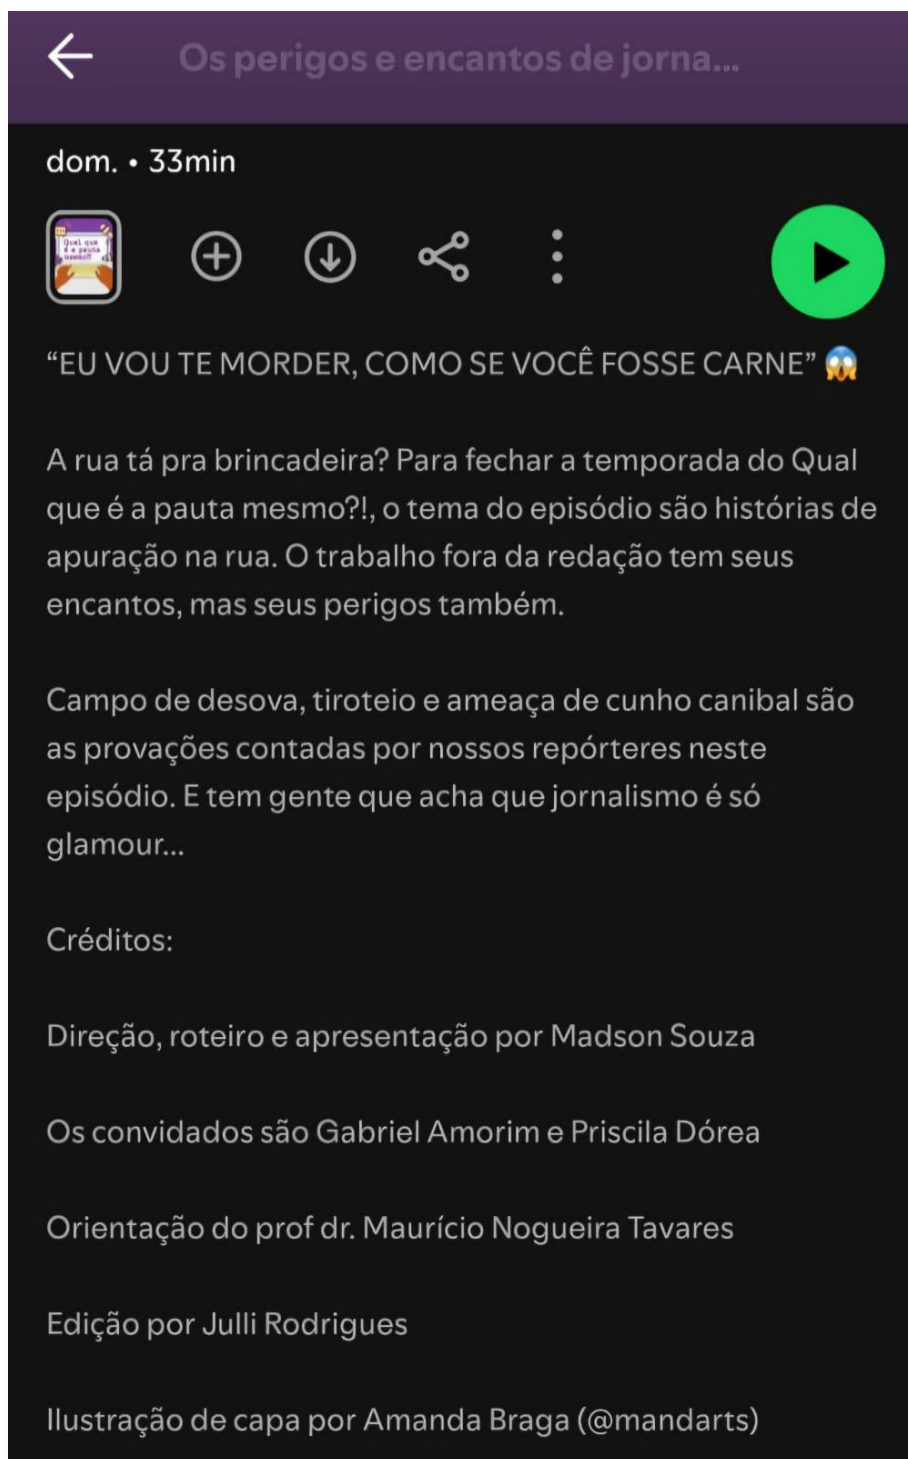 Os perigos e encantos de jorna...
dom. • 33min
Qual que
é a pauta
mesmo?!
“EU VOU TE MORDER, COMO SE VOCÊ FOSSE CARNE” 😱
A rua tá pra brincadeira? Para fechar a temporada do Qual
que é a pauta mesmo?!, o tema do episódio são histórias de
apuração na rua. O trabalho fora da redação tem seus
encantos, mas seus perigos também.
Campo de desova, tiroteio e ameaça de cunho canibal são
as provações contadas por nossos repórteres neste
episódio. E tem gente que acha que jornalismo é só
glamour...
Créditos:
Direção, roteiro e apresentação por Madson Souza
Os convidados são Gabriel Amorim e Priscila Dórea
Orientação do prof dr. Maurício Nogueira Tavares
Edição por Julli Rodrigues
Ilustração de capa por Amanda Braga (@mandarts)